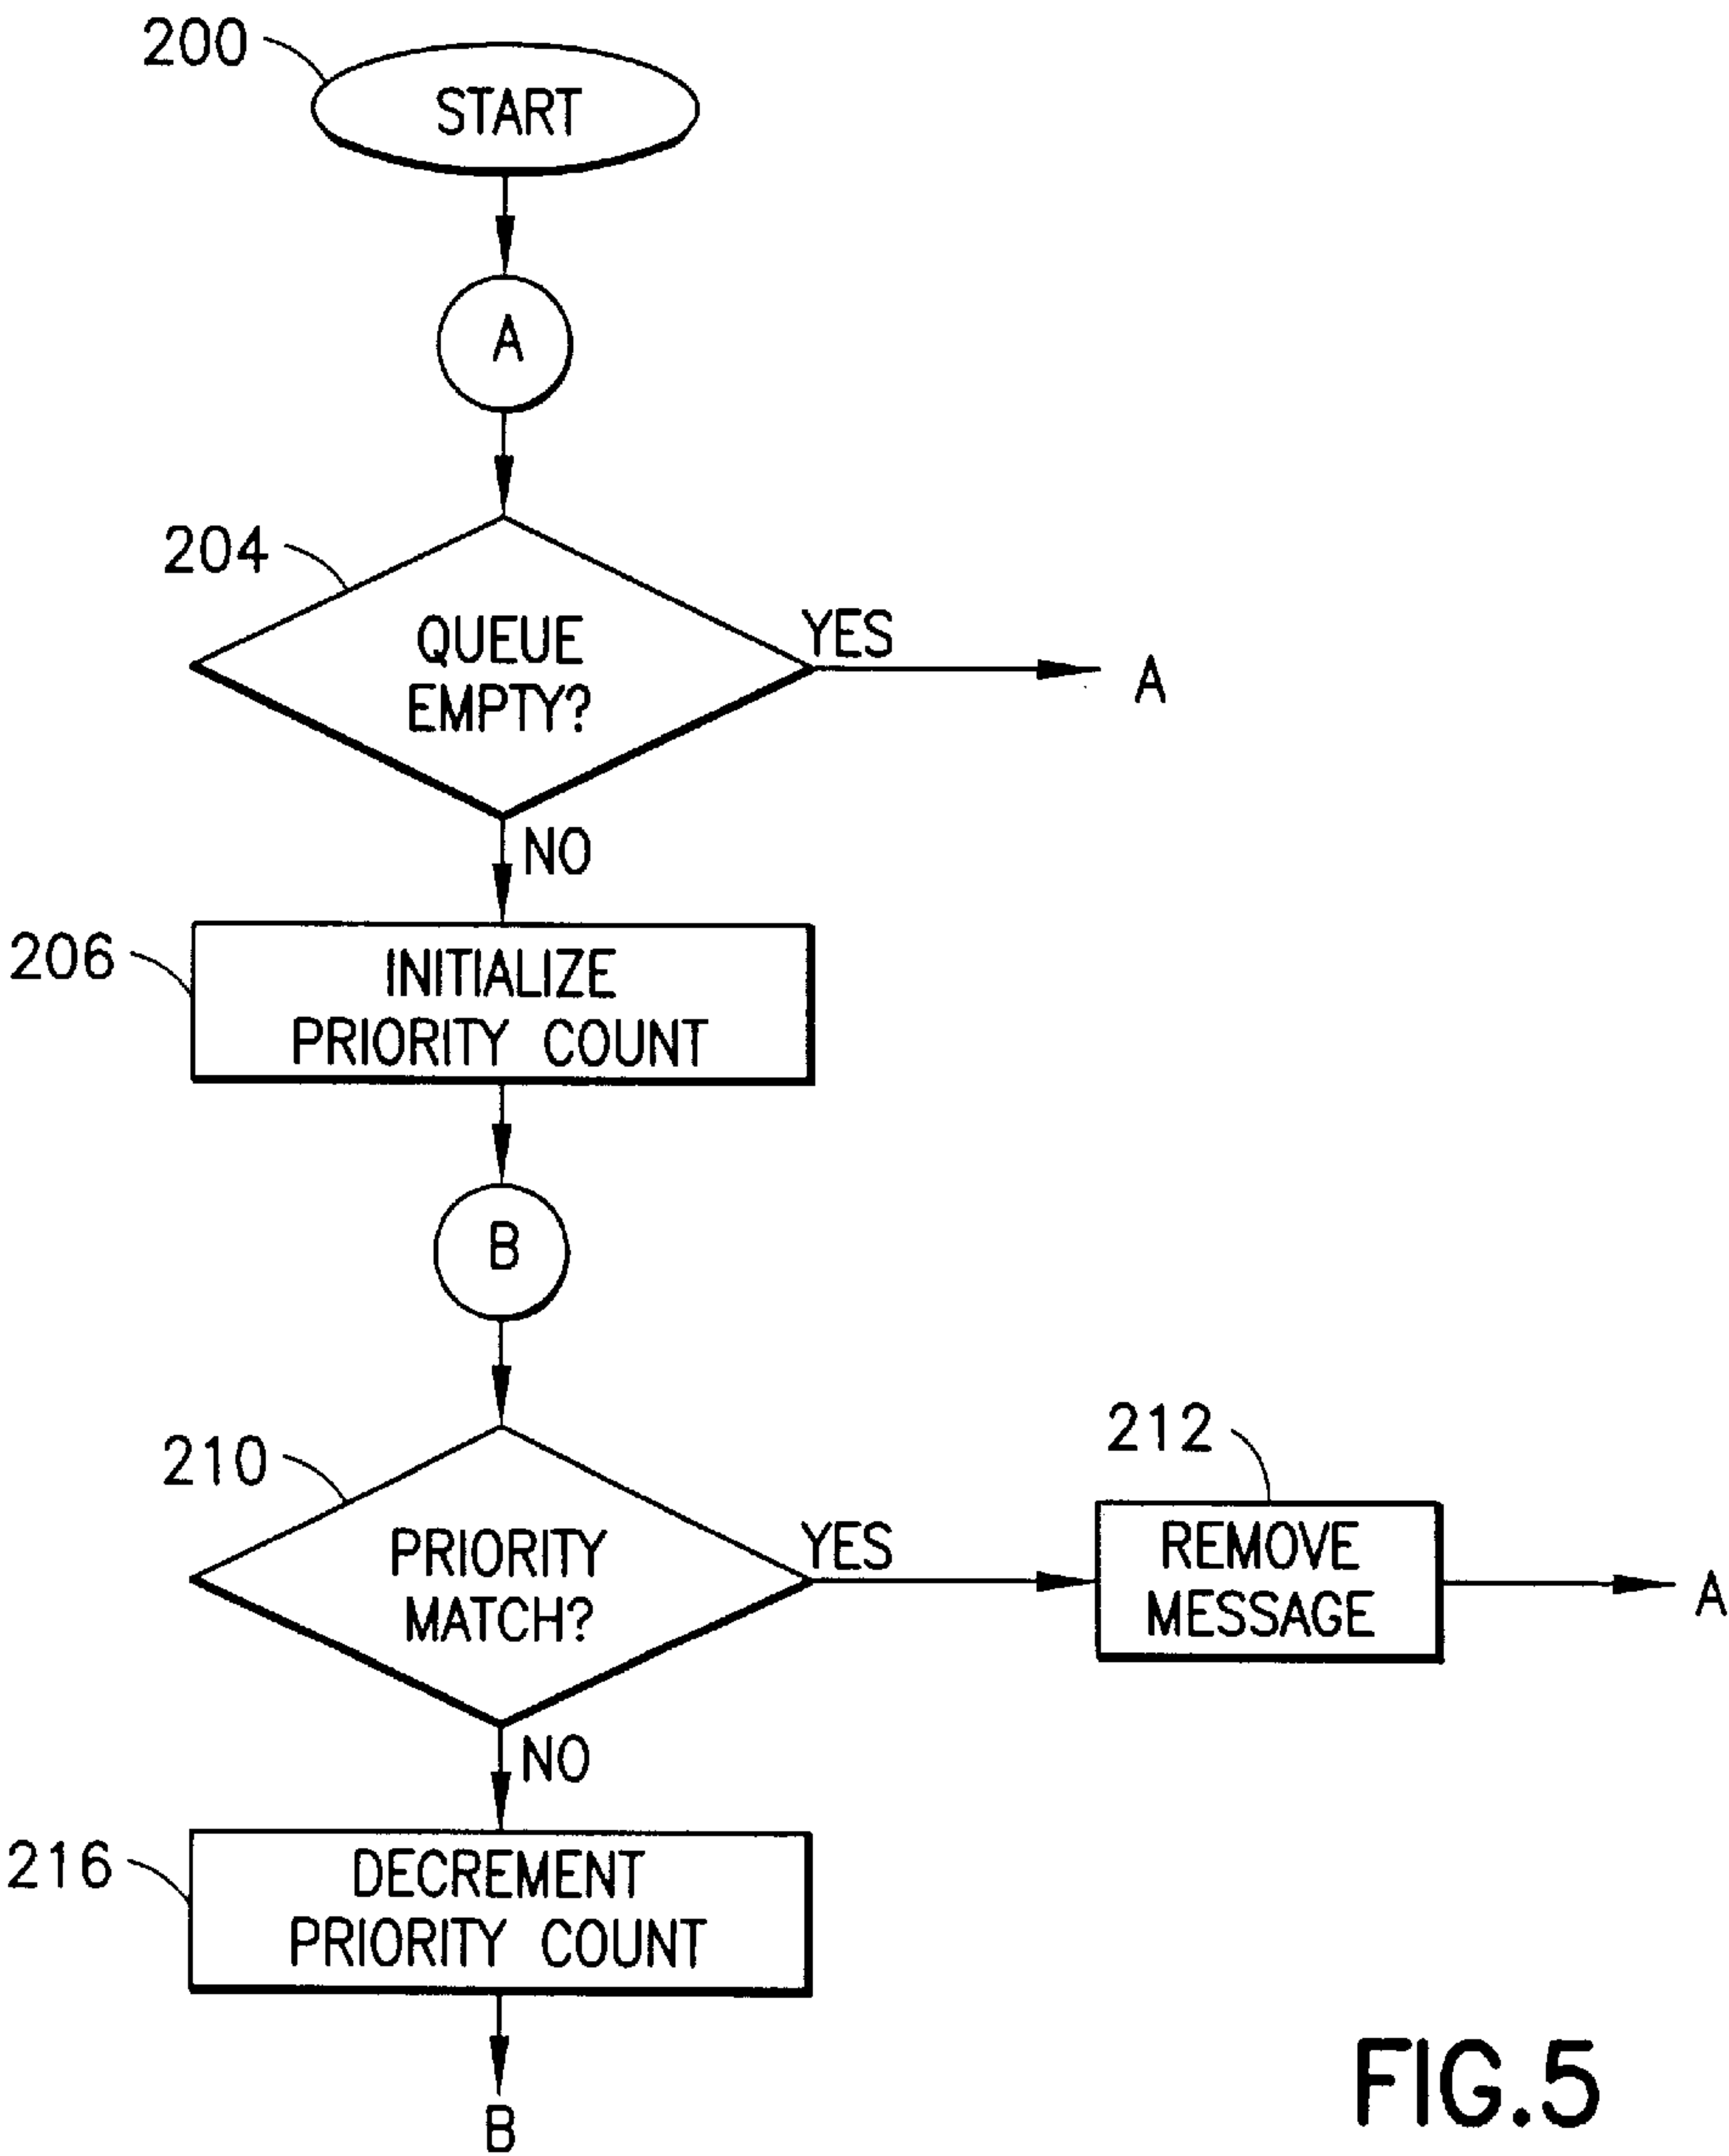 200
START
A
204
QUEUE
EMPTY?
YES
A
NO
206
INITIALIZE
PRIORITY COUNT
B
210
PRIORITY
MATCH?
YES
212
REMOVE
MESSAGE
A
NO
216
DECREMENT
PRIORITY COUNT
B
FIG.5